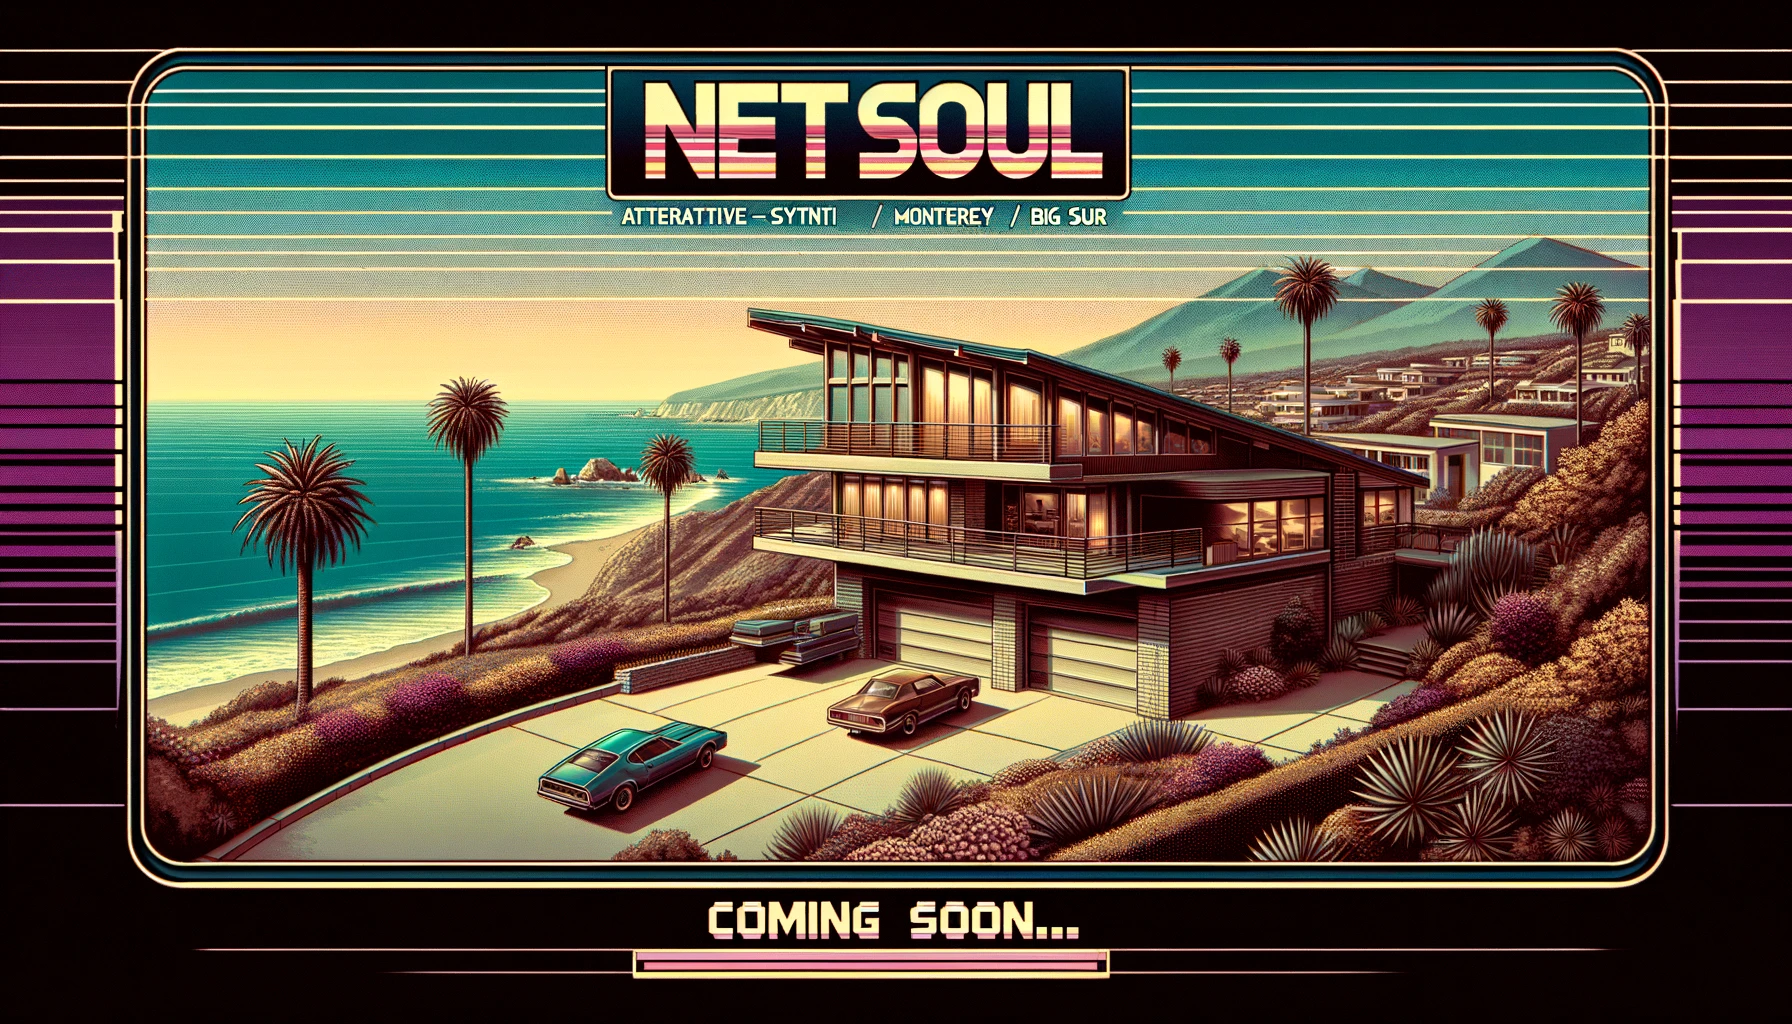 NETSOUL
ATTERATTIVE – SYTNTI / MONTEREY / BIG SUR
COMING SOON...